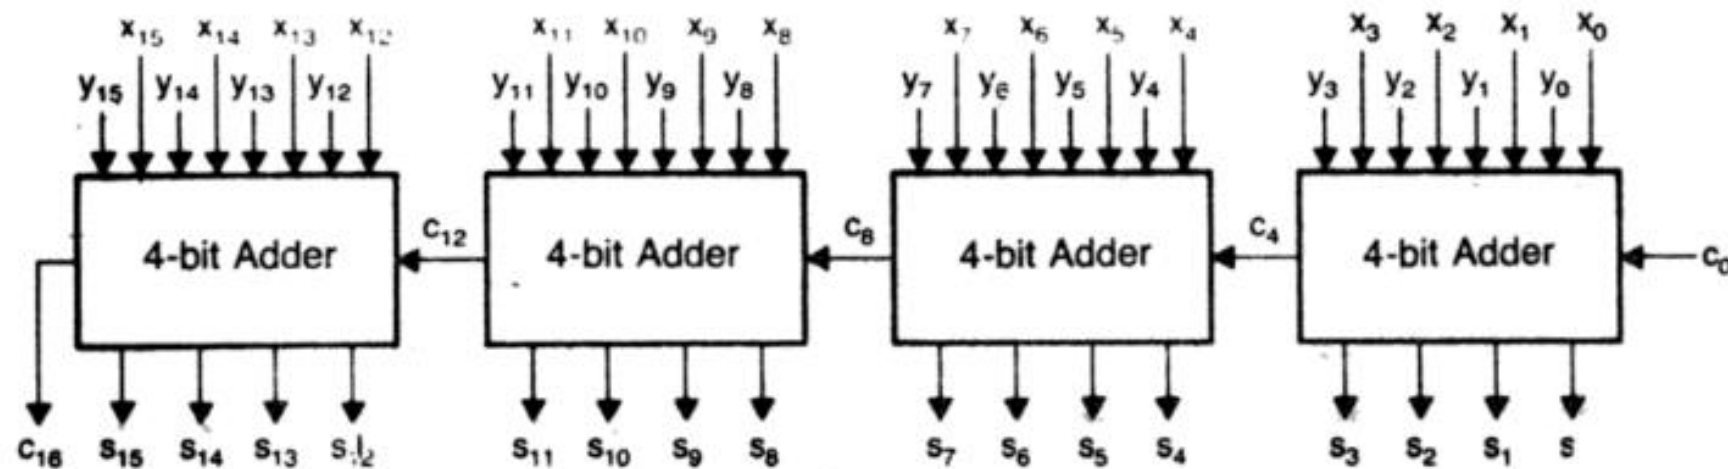 x₁₅ x₁₄ x₁₃ x₁₂ x₁₁ x₁₀ x₉ x₈ x₇ x₆ x₅ x₄ x₃ x₂ x₁ x₀
y₁₅ y₁₄ y₁₃ y₁₂ y₁₁ y₁₀ y₉ y₈ y₇ y₆ y₅ y₄ y₃ y₂ y₁ y₀
4-bit Adder c₁₂ 4-bit Adder c₈ 4-bit Adder c₄ 4-bit Adder c₀
c₁₆ s₁₅ s₁₄ s₁₃ s₁₂ s₁₁ s₁₀ s₉ s₈ s₇ s₆ s₅ s₄ s₃ s₂ s₁ s